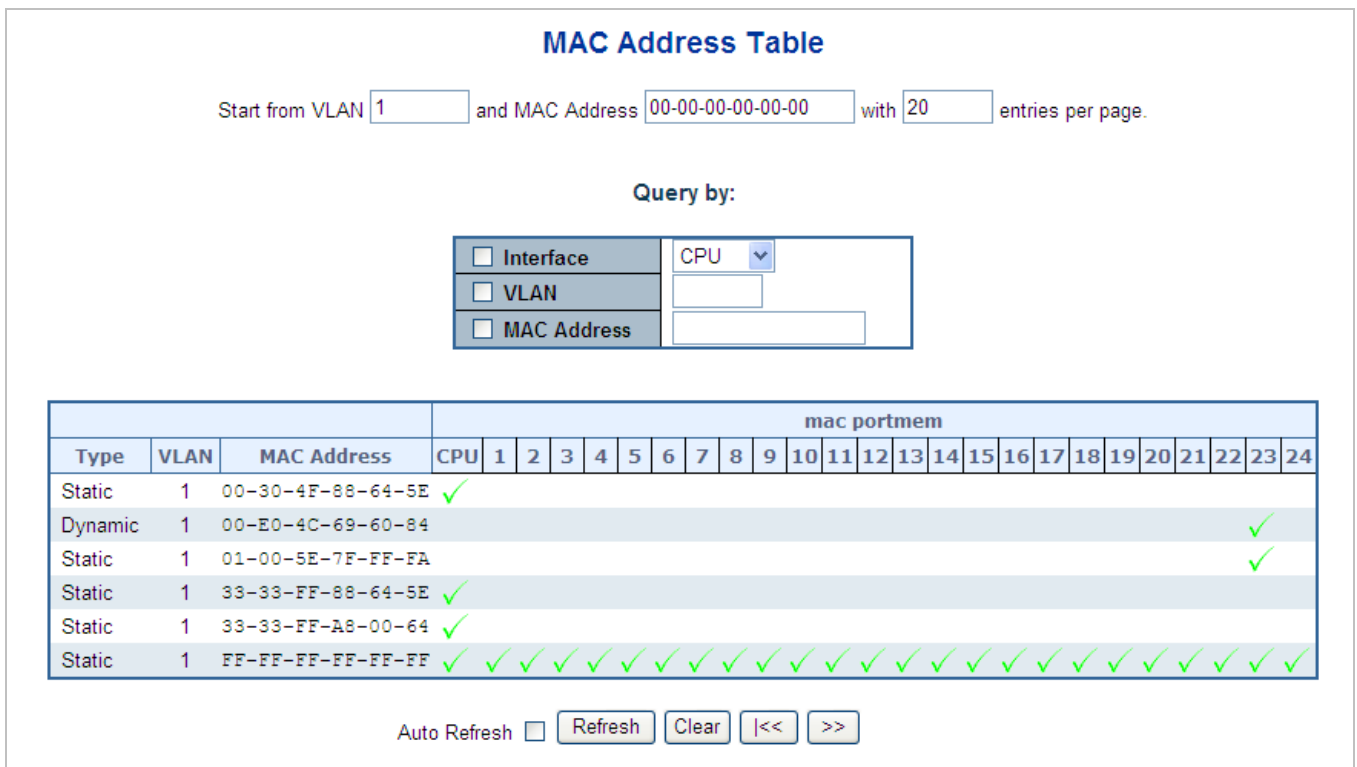 MAC Address Table
Start from VLAN 1 and MAC Address 00-00-00-00-00-00 with 20 entries per page.
Query by:
Interface CPU
VLAN
MAC Address
mac portmem
Type VLAN MAC Address CPU 1 2 3 4 5 6 7 8 9 10 11 12 13 14 15 16 17 18 19 20 21 22 23 24
Static 1 00-30-4F-88-64-5E
Dynamic 1 00-E0-4C-69-60-84
Static 1 01-00-5E-7F-FF-FA
Static 1 33-33-FF-88-64-5E
Static 1 33-33-FF-A8-00-64
Static 1 FF-FF-FF-FF-FF-FF
Auto Refresh Refresh Clear |<< >>